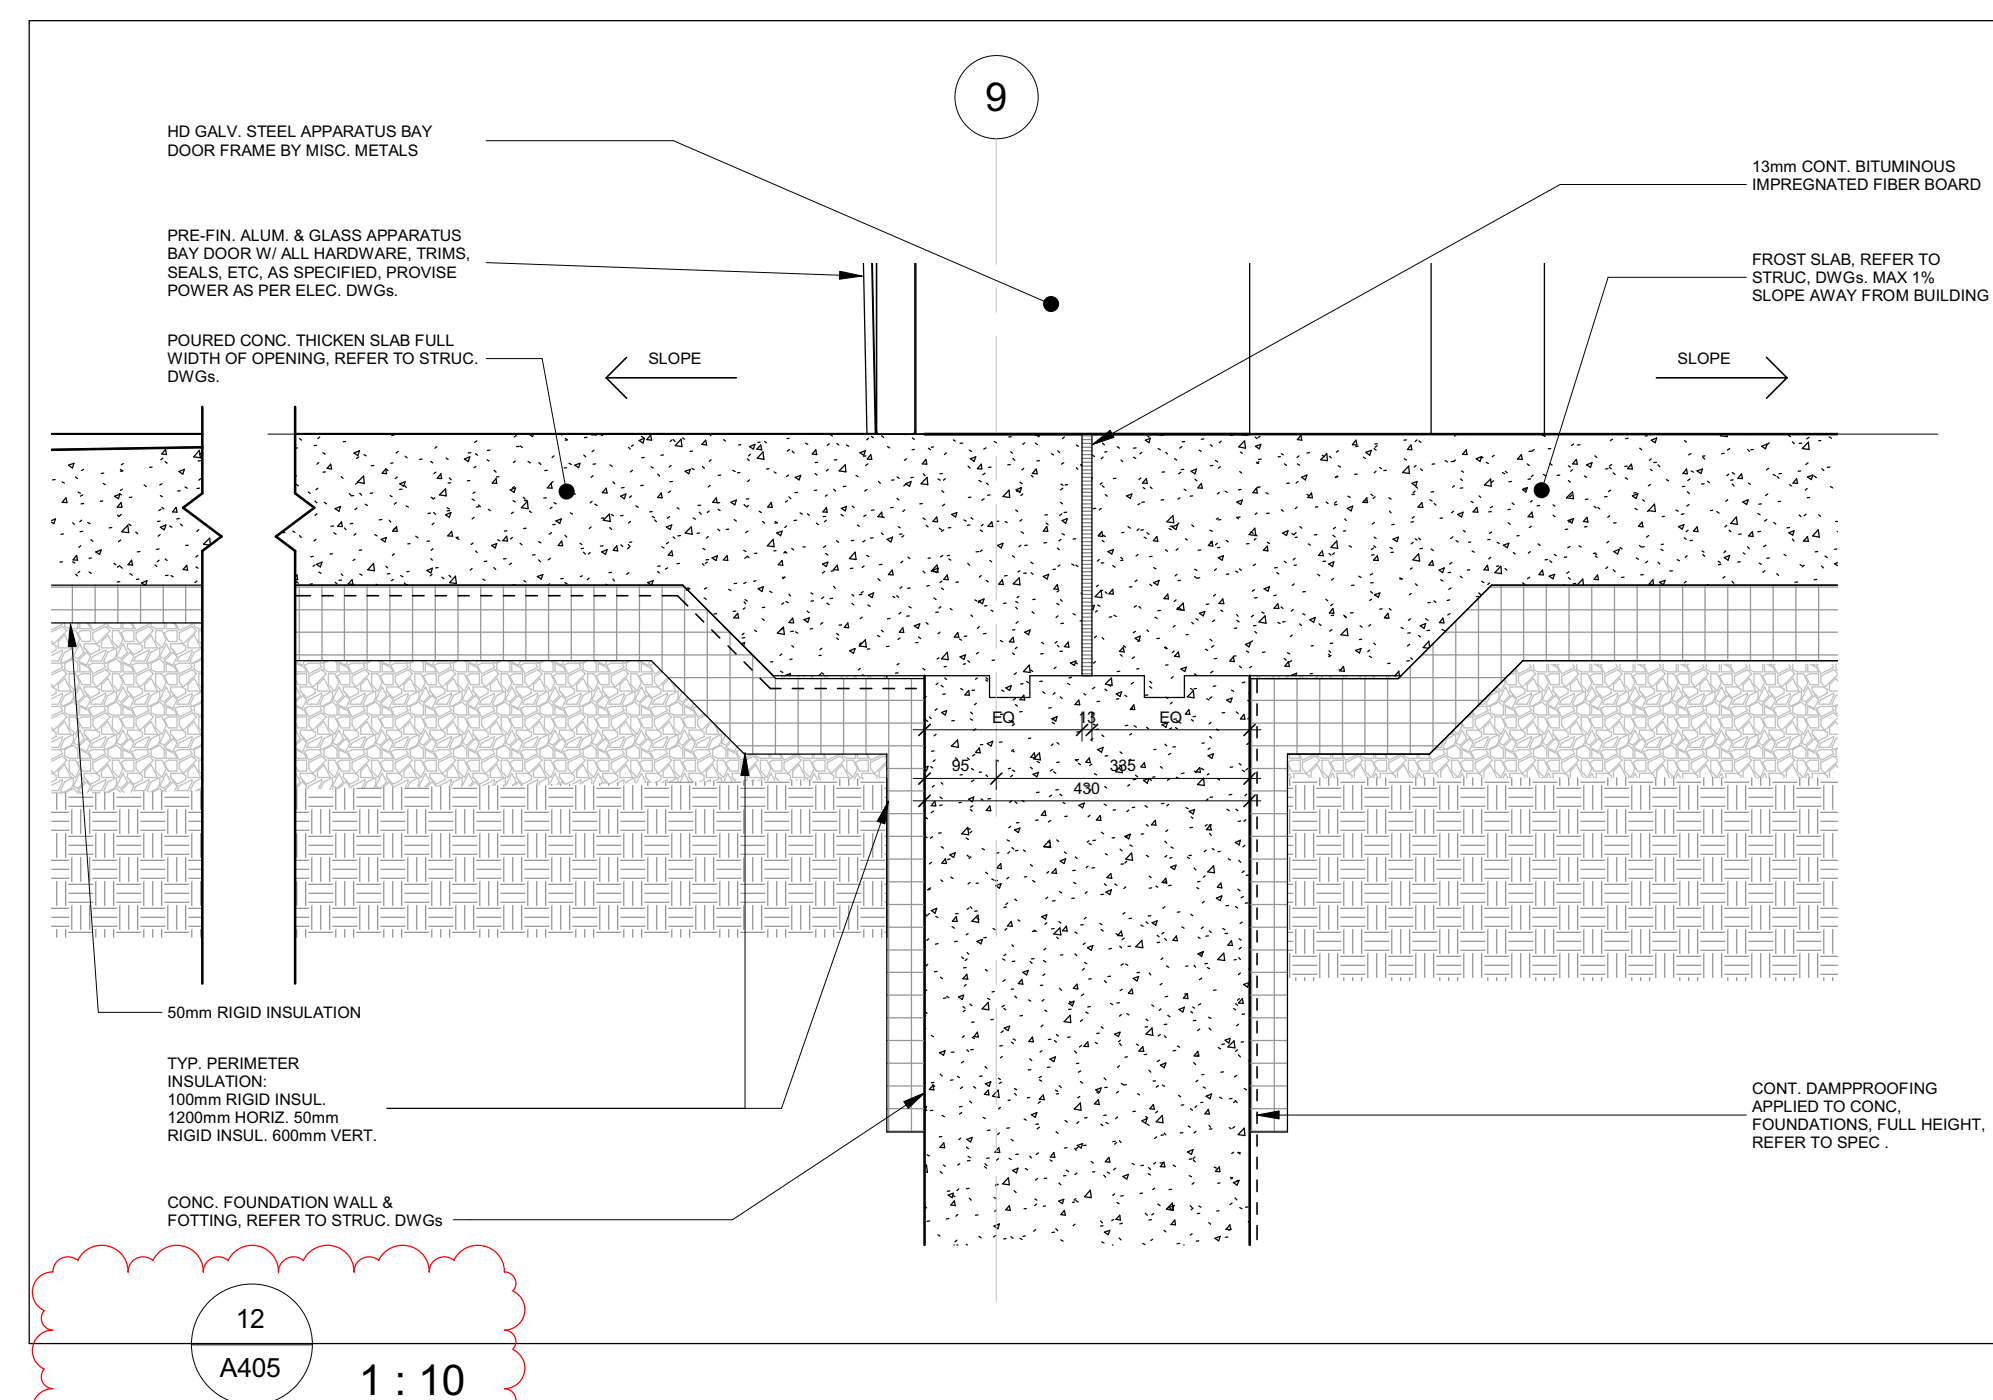 9
HD GALV. STEEL APPARATUS BAY
DOOR FRAME BY MISC. METALS
13mm CONT. BITUMINOUS
IMPREGNATED FIBER BOARD
PRE-FIN. ALUM. & GLASS APPARATUS
BAY DOOR W/ ALL HARDWARE, TRIMS,
SEALS, ETC, AS SPECIFIED, PROVISE
POWER AS PER ELEC. DWGs.
FROST SLAB, REFER TO
STRUC, DWGs. MAX 1%
SLOPE AWAY FROM BUILDING
POURED CONC. THICKEN SLAB FULL
WIDTH OF OPENING, REFER TO STRUC.
DWGs.
SLOPE
SLOPE
EQ 13 EQ
95 335
430
50mm RIGID INSULATION
TYP. PERIMETER
INSULATION:
100mm RIGID INSUL.
1200mm HORIZ. 50mm
RIGID INSUL. 600mm VERT.
CONT. DAMPPROOFING
APPLIED TO CONC,
FOUNDATIONS, FULL HEIGHT,
REFER TO SPEC .
CONC. FOUNDATION WALL &
FOTTING, REFER TO STRUC. DWGs
12
A405
1 : 10